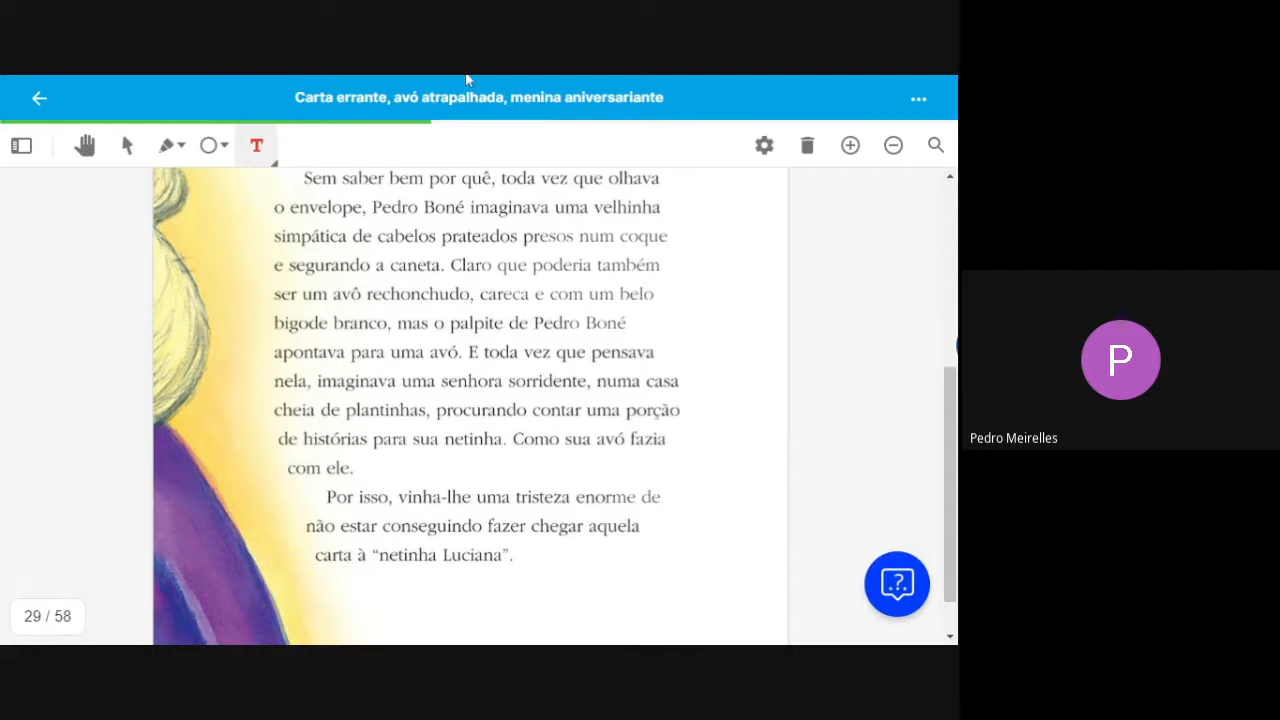 Carta errante, avó atrapalhada, menina aniversariante
T
Sem saber bem por quê, toda vez que olhava
o envelope, Pedro Boné imaginava uma velhinha
simpática de cabelos prateados presos num coque
e segurando a caneta. Claro que poderia também
ser um avô rechonchudo, careca e com um belo
bigode branco, mas o palpite de Pedro Boné
apontava para uma avó. E toda vez que pensava
nela, imaginava uma senhora sorridente, numa casa
cheia de plantinhas, procurando contar uma porção
de histórias para sua netinha. Como sua avó fazia
com ele.
Por isso, vinha-lhe uma tristeza enorme de
não estar conseguindo fazer chegar aquela
carta à “netinha Luciana”.
29 / 58
P
Pedro Meirelles